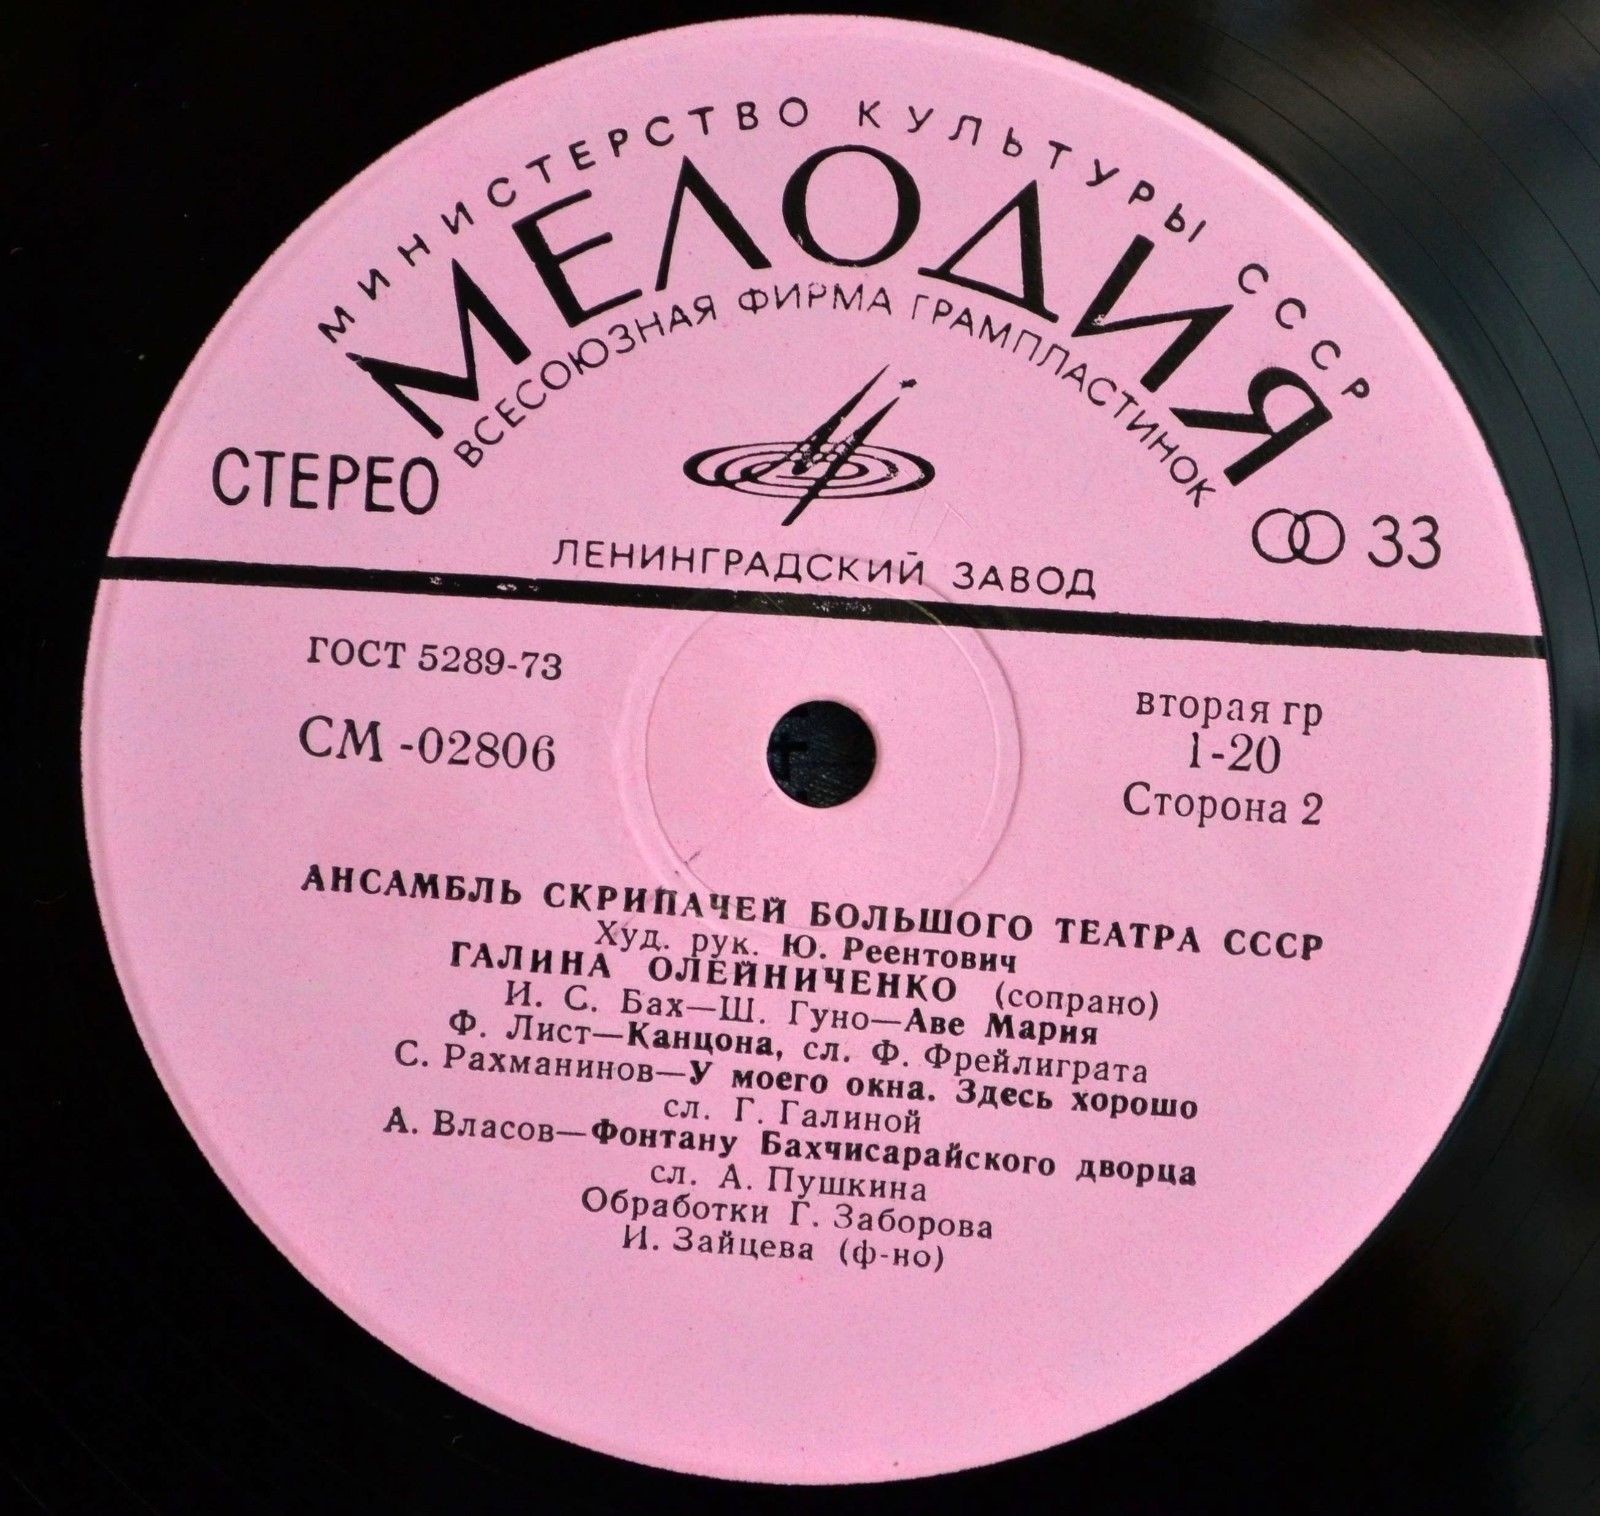 МИНИСТЕРСТВО КУЛЬТУРЫ СССР
МЕЛОДИЯ
ВСЕСОЮЗНАЯ ФИРМА ГРАМПЛАСТИНОК
СТЕРЕО
33
ЛЕНИНГРАДСКИЙ ЗАВОД
ГОСТ 5289-73
СМ -02806
вторая гр
1-20
Сторона 2
АНСАМБЛЬ СКРИПАЧЕЙ БОЛЬШОГО ТЕАТРА СССР
Худ. рук. Ю. Реентович
ГАЛИНА ОЛЕЙНИЧЕНКО (сопрано)
И. С. Бах—Ш. Гуно—Аве Мария
Ф. Лист—Канцона, сл. Ф. Фрейлиграта
С. Рахманинов—У моего окна. Здесь хорошо
сл. Г. Галиной
А. Власов—Фонтану Бахчисарайского дворца
сл. А. Пушкина
Обработки Г. Заборова
И. Зайцева (ф-но)